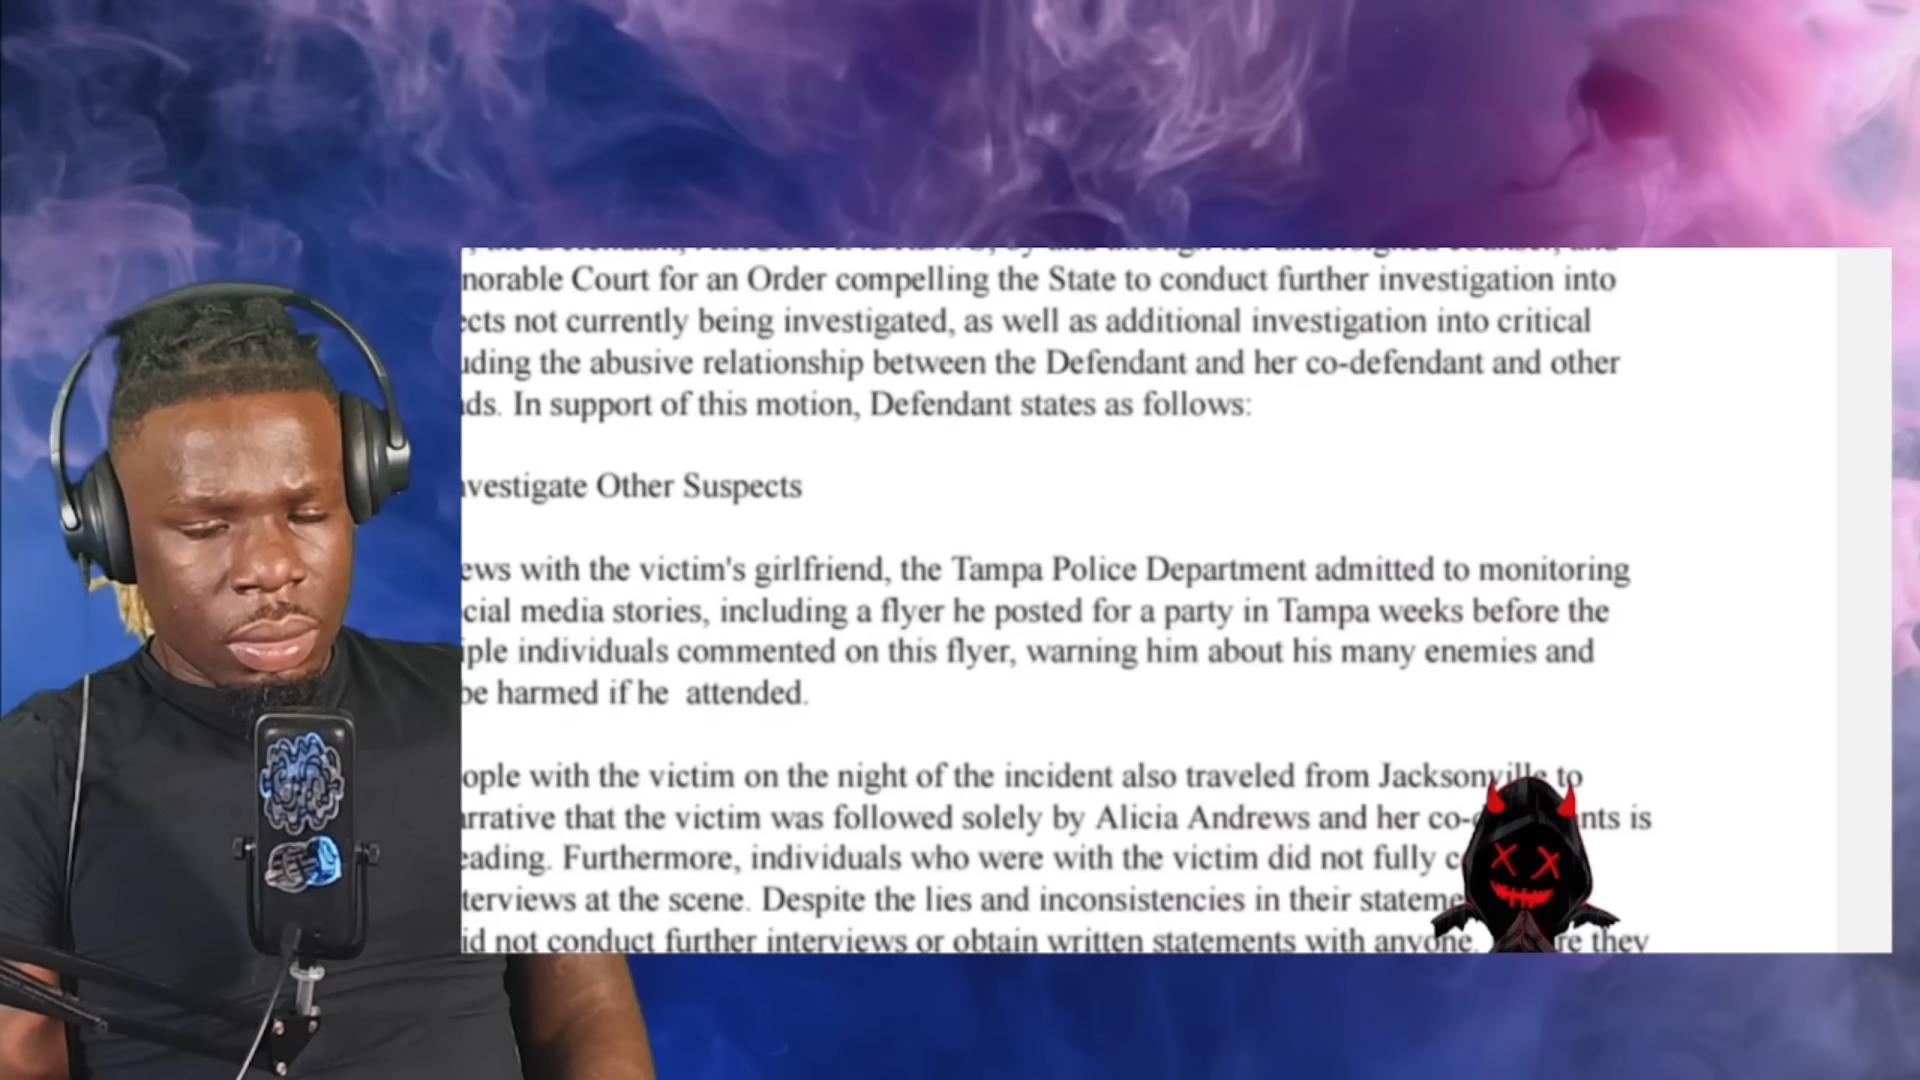 norable Court for an Order compelling the State to conduct further investigation into
cts not currently being investigated, as well as additional investigation into critical
ding the abusive relationship between the Defendant and her co-defendant and other
ds. In support of this motion, Defendant states as follows:
vestigate Other Suspects
ews with the victim's girlfriend, the Tampa Police Department admitted to monitoring
cial media stories, including a flyer he posted for a party in Tampa weeks before the
iple individuals commented on this flyer, warning him about his many enemies and
be harmed if he attended.
ople with the victim on the night of the incident also traveled from Jacksonville to
rrative that the victim was followed solely by Alicia Andrews and her co- nts is
eading. Furthermore, individuals who were with the victim did not fully c
terviews at the scene. Despite the lies and inconsistencies in their stateme
id not conduct further interviews or obtain written statements with anyone. re they